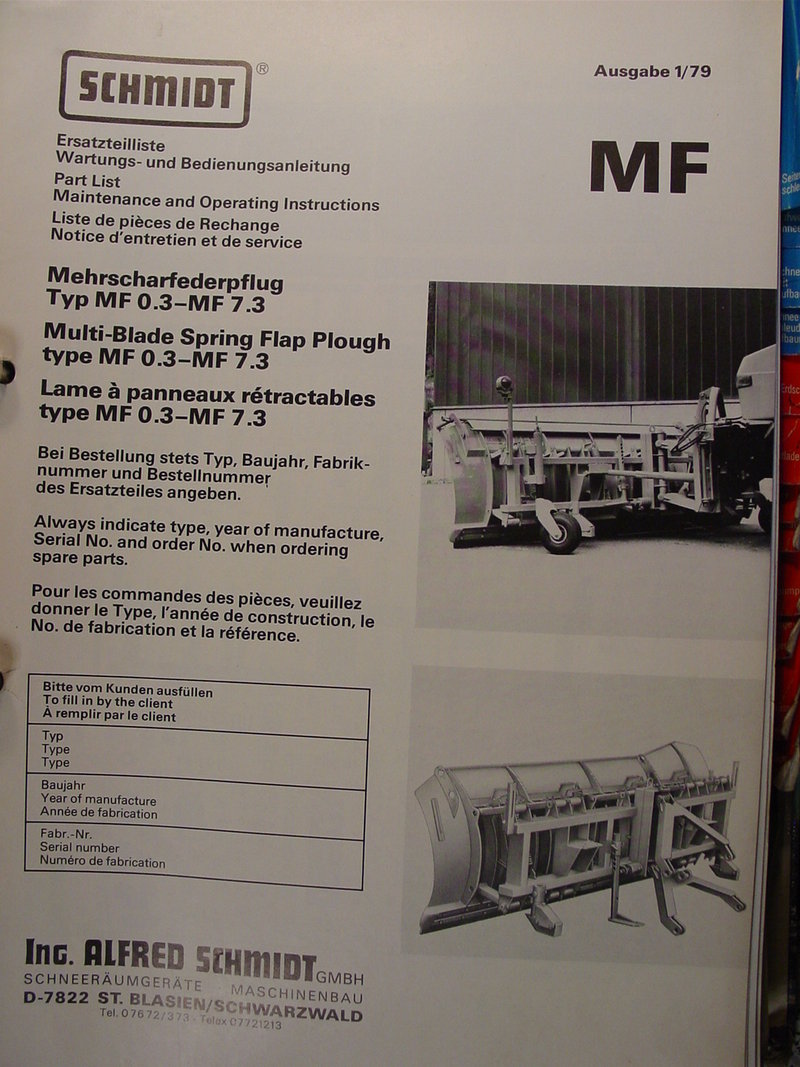 SCHMIDT ®
Ausgabe 1/79
MF
Ersatzteilliste
Wartungs- und Bedienungsanleitung
Part List
Maintenance and Operating Instructions
Liste de pièces de Rechange
Notice d'entretien et de service
Mehrscharfederpflug
Typ MF 0.3–MF 7.3
Multi-Blade Spring Flap Plough
type MF 0.3–MF 7.3
Lame à panneaux rétractables
type MF 0.3–MF 7.3
Bei Bestellung stets Typ, Baujahr, Fabrik-
nummer und Bestellnummer
des Ersatzteiles angeben.
Always indicate type, year of manufacture,
Serial No. and order No. when ordering
spare parts.
Pour les commandes des pièces, veuillez
donner le Type, l'année de construction, le
No. de fabrication et la référence.
Bitte vom Kunden ausfüllen
To fill in by the client
À remplir par le client
Typ
Type
Type
Baujahr
Year of manufacture
Année de fabrication
Fabr.-Nr.
Serial number
Numéro de fabrication
Ing. ALFRED SCHMIDT GMBH
SCHNEERÄUMGERÄTE MASCHINENBAU
D-7822 ST. BLASIEN/SCHWARZWALD
Tel. 07672/373 - Telex 07721213